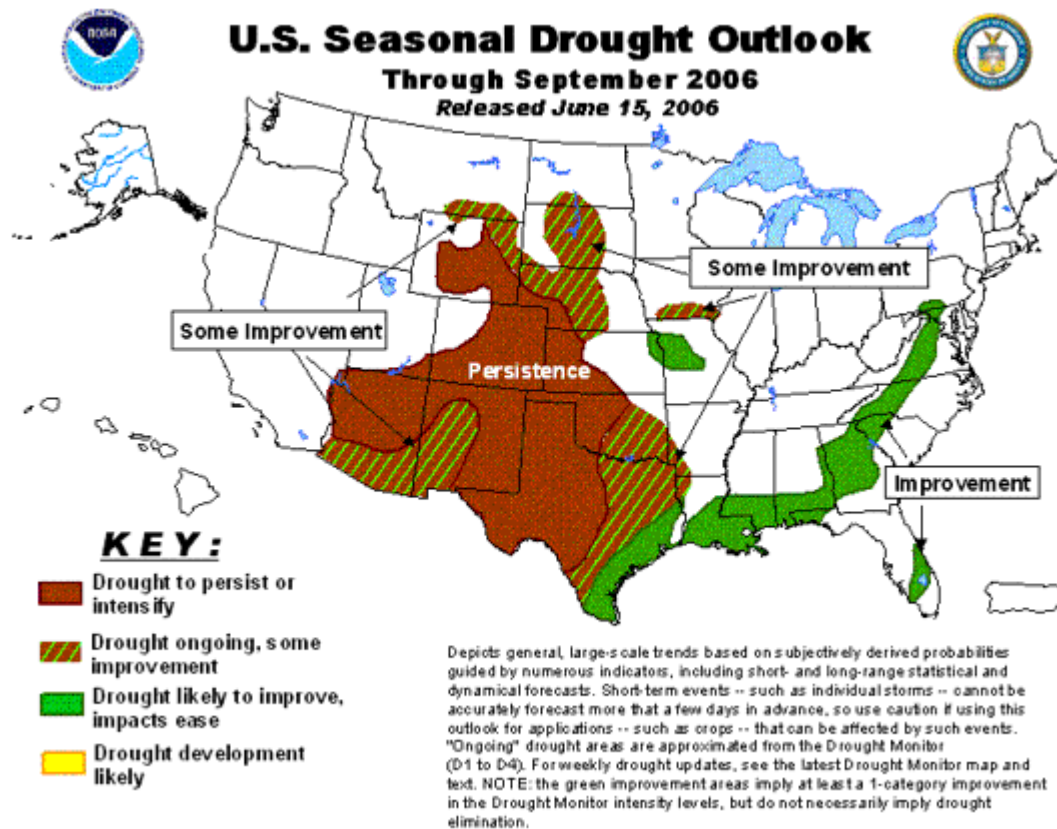 NOAA
U.S. Seasonal Drought Outlook
Through September 2006
Released June 15, 2006
Some Improvement
Some Improvement
Persistence
Improvement
KEY:
Drought to persist or
intensify
Drought ongoing, some
improvement
Drought likely to improve,
impacts ease
Drought development
likely
Depicts general, large-scale trends based on subjectively derived probabilities
guided by numerous indicators, including short- and long-range statistical and
dynamical forecasts. Short-term events -- such as individual storms -- cannot be
accurately forecast more that a few days in advance, so use caution if using this
outlook for applications -- such as crops -- that can be affected by such events.
"Ongoing" drought areas are approximated from the Drought Monitor
(D1 to D4). For weekly drought updates, see the latest Drought Monitor map and
text. NOTE: the green improvement areas imply at least a 1-category improvement
in the Drought Monitor intensity levels, but do not necessarily imply drought
elimination.